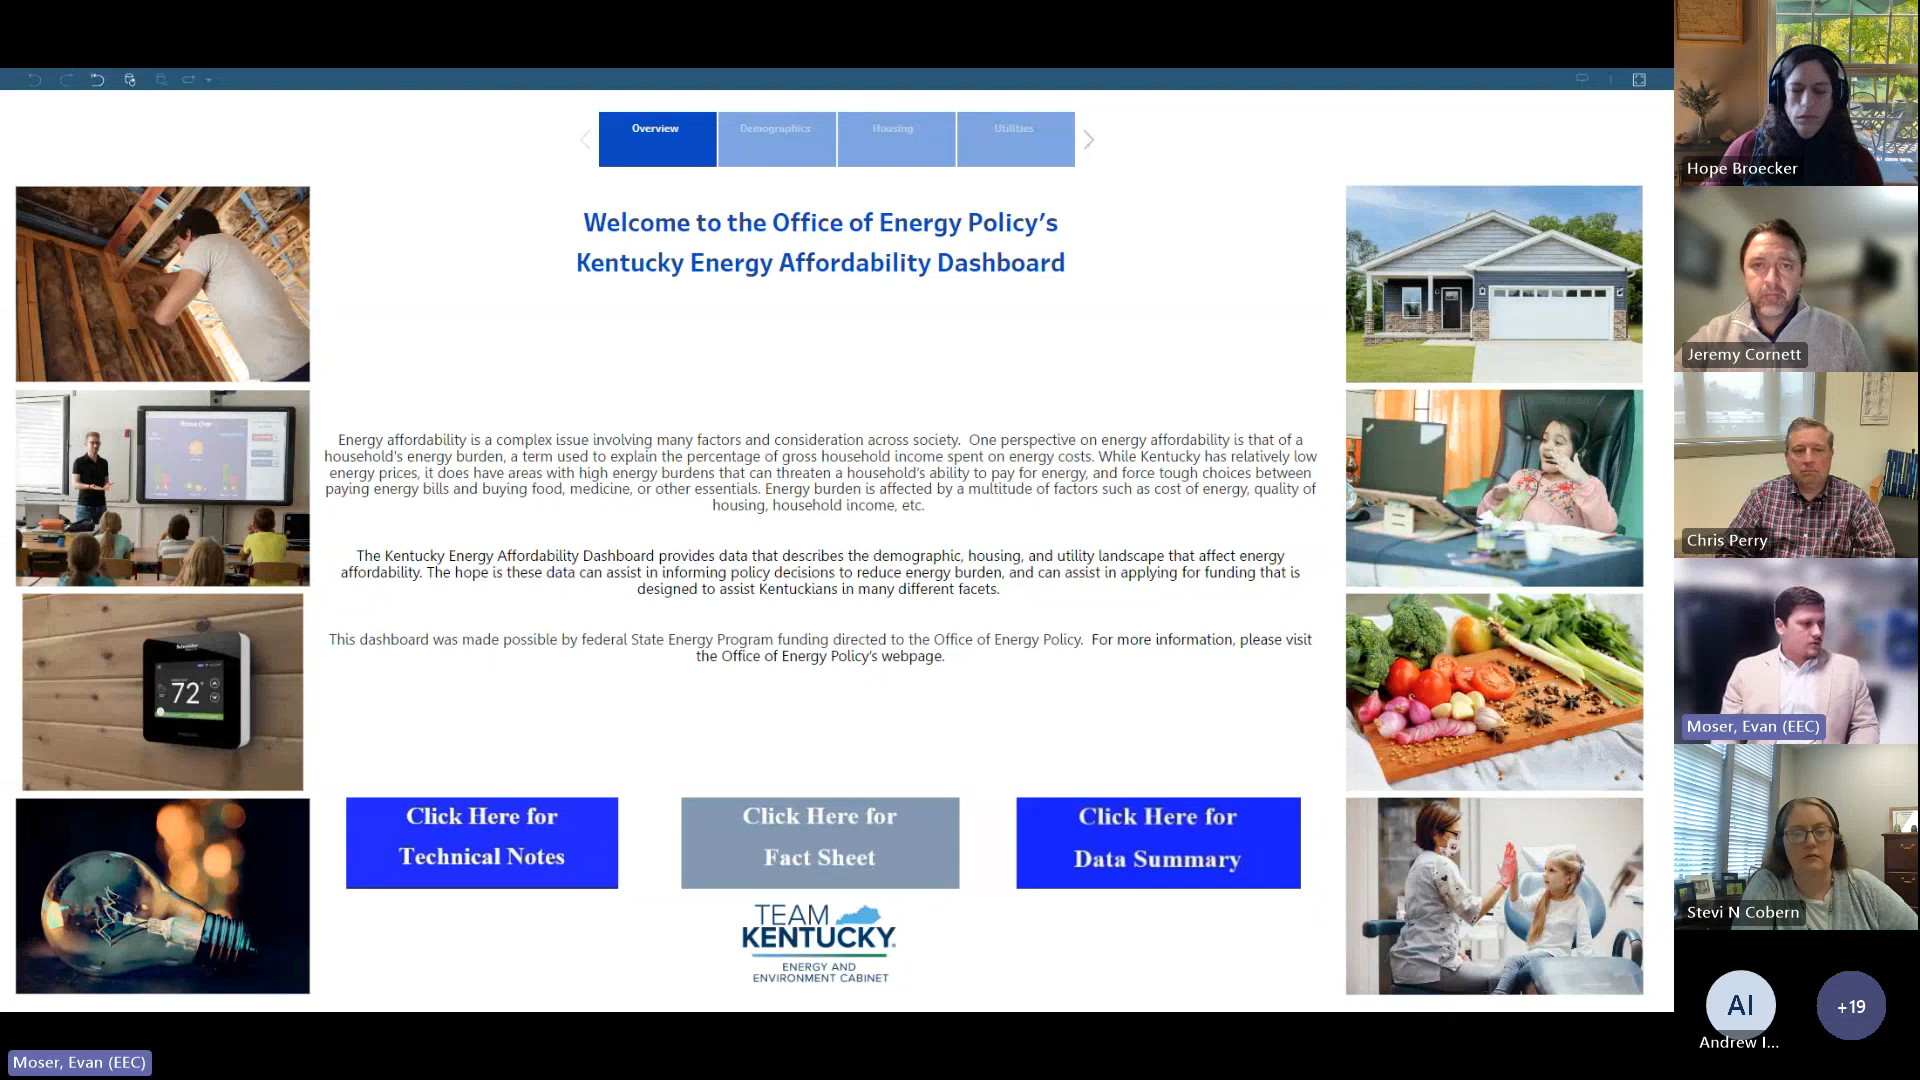 Overview
Demographics
Housing
Utilities
Welcome to the Office of Energy Policy’s
Kentucky Energy Affordability Dashboard
Energy affordability is a complex issue involving many factors and consideration across society. One perspective on energy affordability is that of a
household's energy burden, a term used to explain the percentage of gross household income spent on energy costs. While Kentucky has relatively low
energy prices, it does have areas with high energy burdens that can threaten a household’s ability to pay for energy, and force tough choices between
paying energy bills and buying food, medicine, or other essentials. Energy burden is affected by a multitude of factors such as cost of energy, quality of
housing, household income, etc.
The Kentucky Energy Affordability Dashboard provides data that describes the demographic, housing, and utility landscape that affect energy
affordability. The hope is these data can assist in informing policy decisions to reduce energy burden, and can assist in applying for funding that is
designed to assist Kentuckians in many different facets.
This dashboard was made possible by federal State Energy Program funding directed to the Office of Energy Policy. For more information, please visit
the Office of Energy Policy’s webpage.
72
Click Here for
Technical Notes
Click Here for
Fact Sheet
Click Here for
Data Summary
TEAM
KENTUCKY
ENERGY AND
ENVIRONMENT CABINET
Hope Broecker
Jeremy Cornett
Chris Perry
Moser, Evan (EEC)
Stevi N Cobern
AI
+19
Andrew I...
Moser, Evan (EEC)